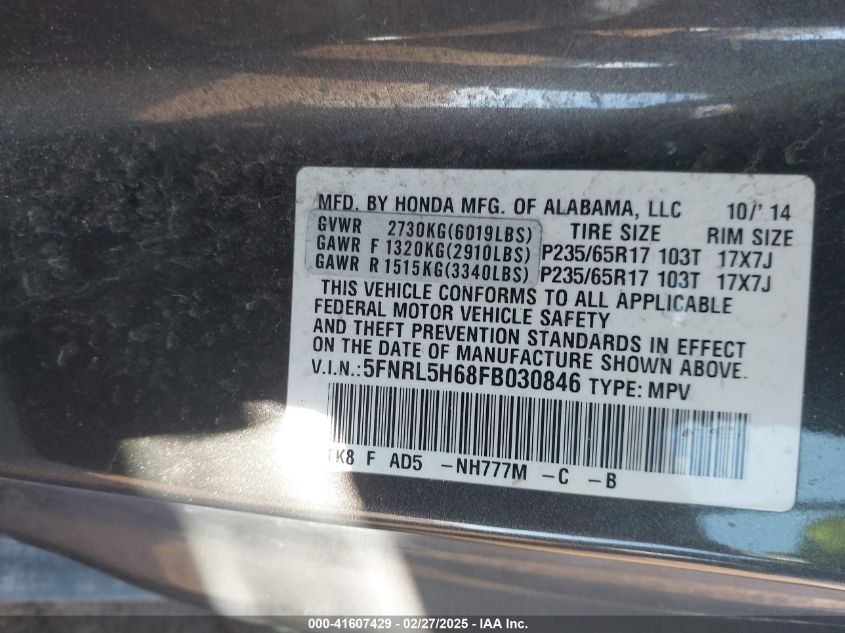 MFD. BY HONDA MFG. OF ALABAMA, LLC 10/' 14
GVWR 2730KG(6019LBS) TIRE SIZE RIM SIZE
GAWR F 1320KG(2910LBS) P235/65R17 103T 17X7J
GAWR R 1515KG(3340LBS) P235/65R17 103T 17X7J
THIS VEHICLE CONFORMS TO ALL APPLICABLE
FEDERAL MOTOR VEHICLE SAFETY
AND THEFT PREVENTION STANDARDS IN EFFECT
ON THE DATE OF MANUFACTURE SHOWN ABOVE.
V.I.N.: 5FNRL5H68FB030846 TYPE: MPV
F AD5 -NH777M -C -B
000-41607429 - 02/27/2025 - IAA Inc.